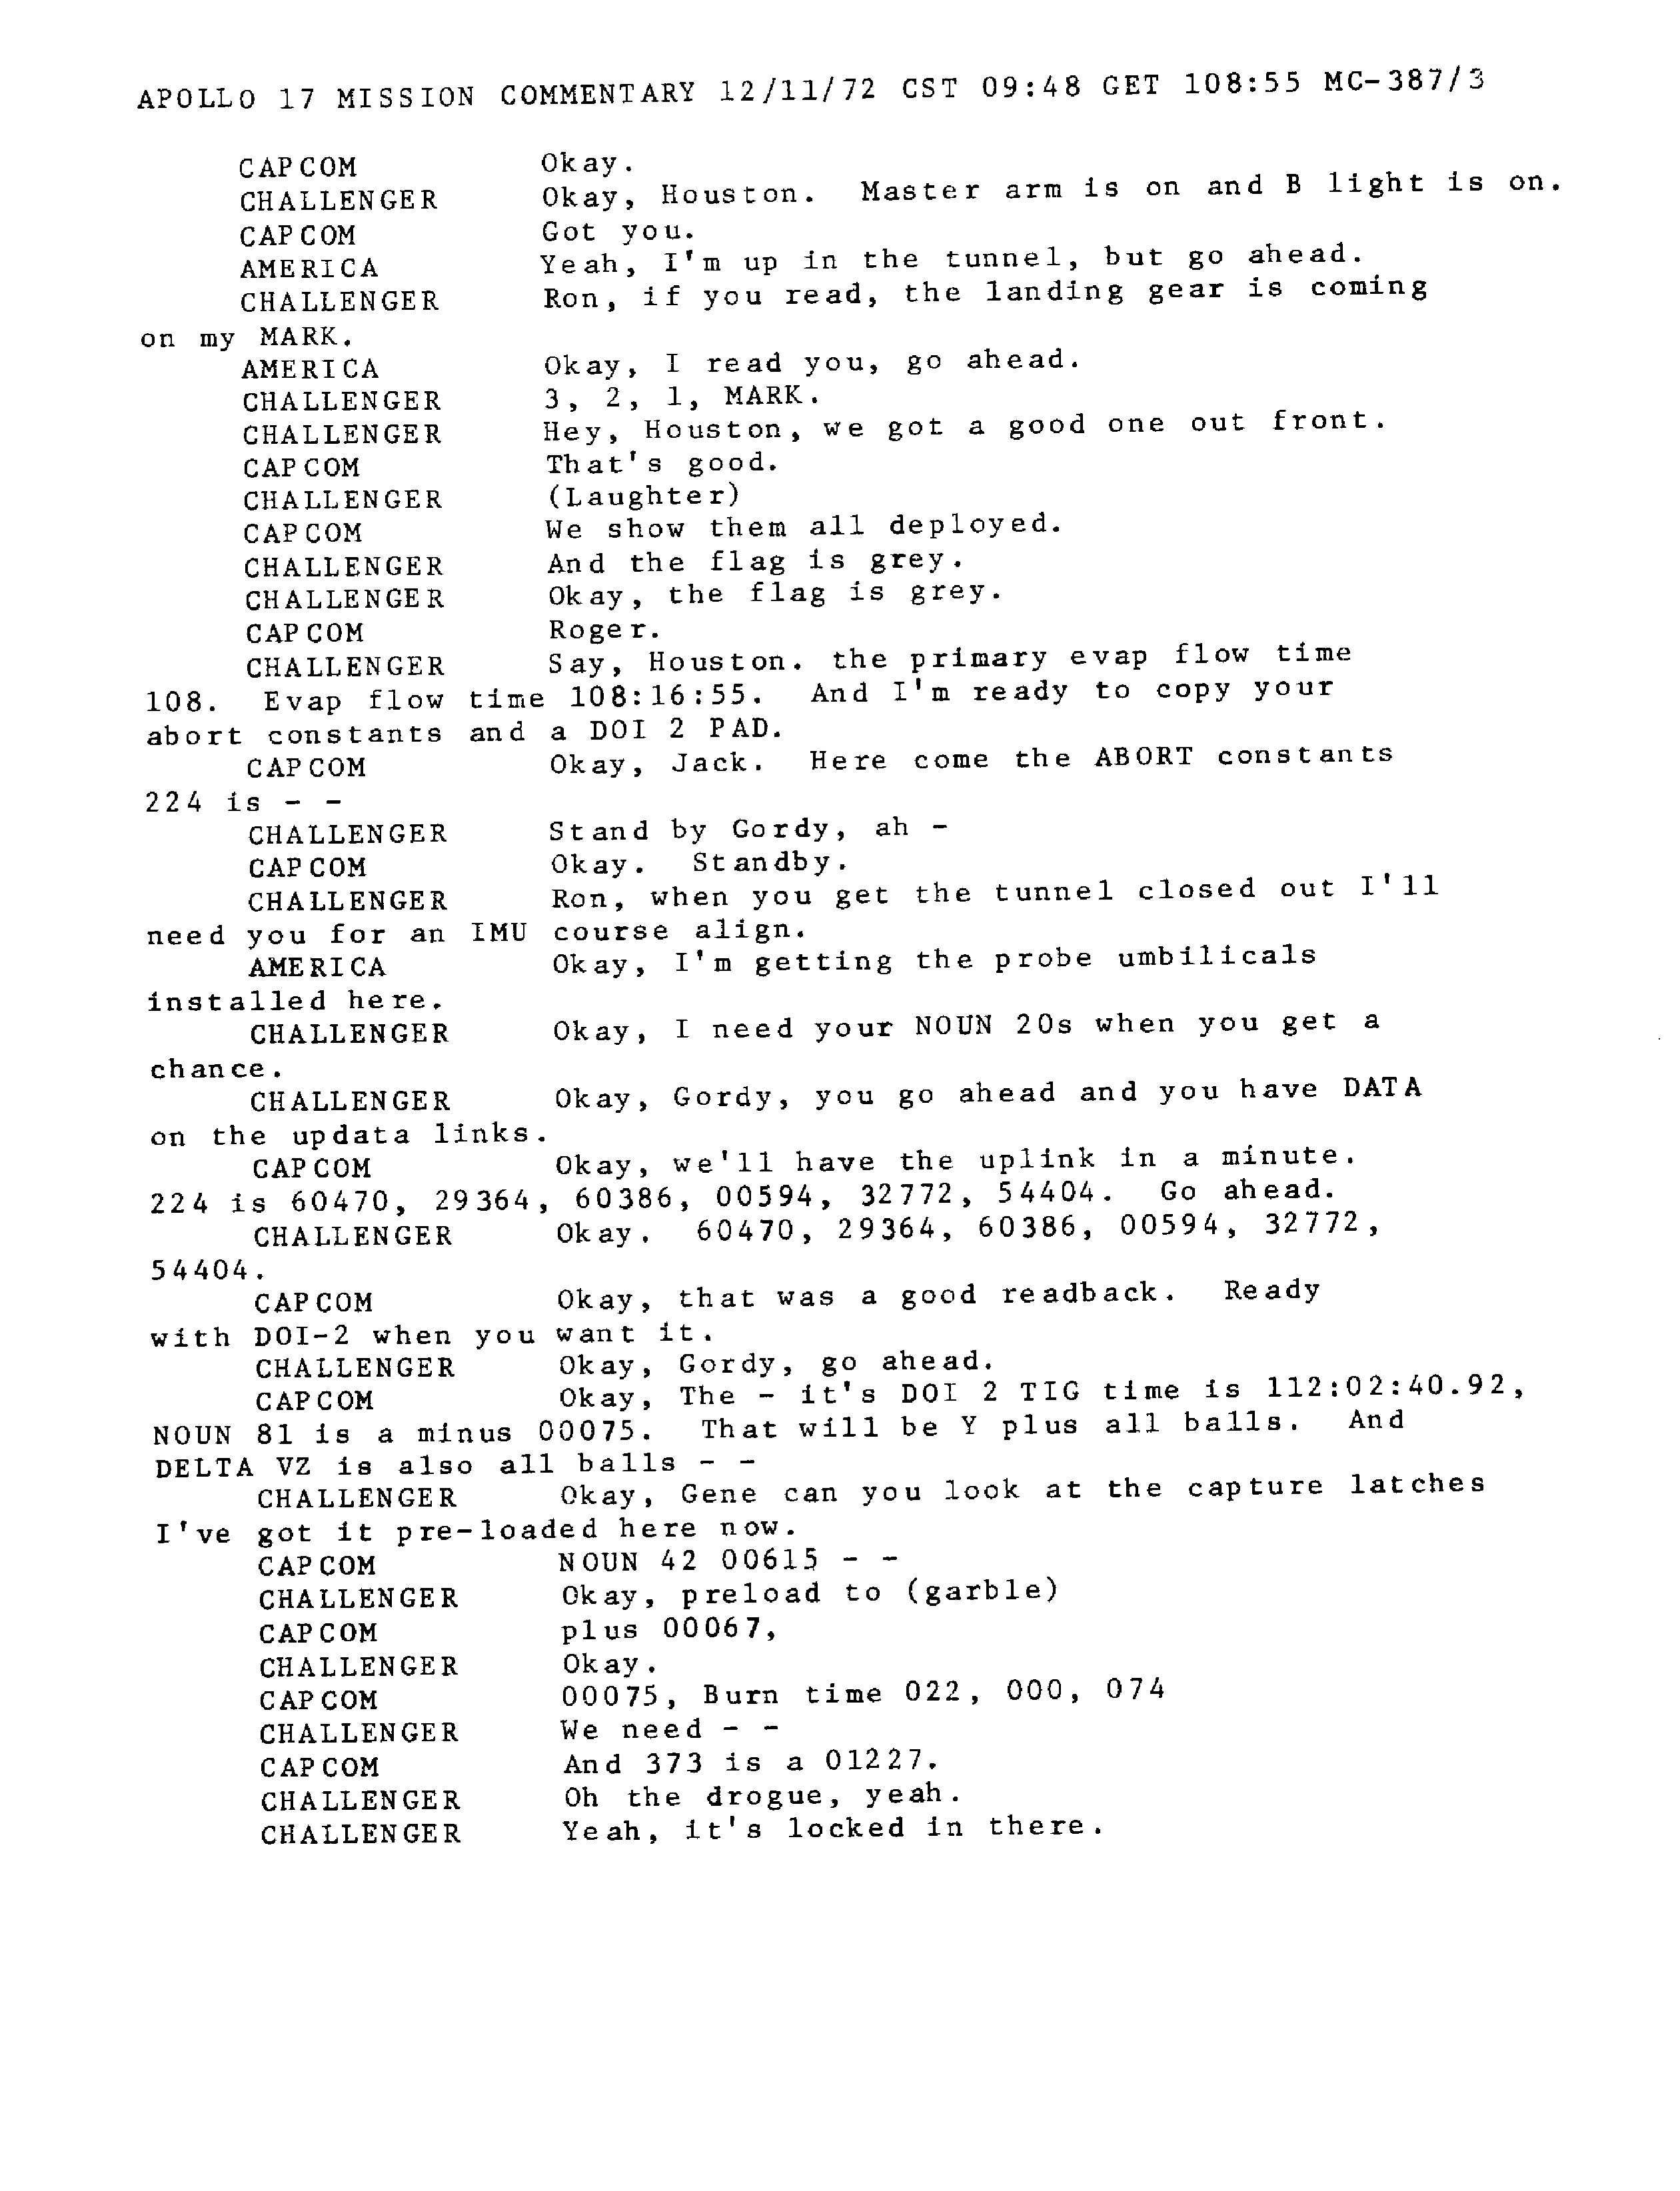 APOLLO 17 MISSION COMMENTARY 12/11/72 CST 09:48 GET 108:55 MC-387/3
CAPCOM Okay.
CHALLENGER Okay, Houston. Master arm is on and B light is on.
CAPCOM Got you.
AMERICA Yeah, I'm up in the tunnel, but go ahead.
CHALLENGER Ron, if you read, the landing gear is coming
on my MARK.
AMERICA Okay, I read you, go ahead.
CHALLENGER 3, 2, 1, MARK.
CHALLENGER Hey, Houston, we got a good one out front.
CAPCOM That's good.
CHALLENGER (Laughter)
CAPCOM We show them all deployed.
CHALLENGER And the flag is grey.
CHALLENGER Okay, the flag is grey.
CAPCOM Roger.
CHALLENGER Say, Houston. the primary evap flow time
108. Evap flow time 108:16:55. And I'm ready to copy your
abort constants and a DOI 2 PAD.
CAPCOM Okay, Jack. Here come the ABORT constants
224 is - -
CHALLENGER Stand by Gordy, ah -
CAPCOM Okay. Standby.
CHALLENGER Ron, when you get the tunnel closed out I'll
need you for an IMU course align.
AMERICA Okay, I'm getting the probe umbilicals
installed here.
CHALLENGER Okay, I need your NOUN 20s when you get a
chance.
CHALLENGER Okay, Gordy, you go ahead and you have DATA
on the updata links.
CAPCOM Okay, we'll have the uplink in a minute.
224 is 60470, 29364, 60386, 00594, 32772, 54404. Go ahead.
CHALLENGER Okay. 60470, 29364, 60386, 00594, 32772,
54404.
CAPCOM Okay, that was a good readback. Ready
with DOI-2 when you want it.
CHALLENGER Okay, Gordy, go ahead.
CAPCOM Okay, The - it's DOI 2 TIG time is 112:02:40.92,
NOUN 81 is a minus 00075. That will be Y plus all balls. And
DELTA VZ is also all balls - -
CHALLENGER Okay, Gene can you look at the capture latches
I've got it pre-loaded here now.
CAPCOM NOUN 42 00615 - -
CHALLENGER Okay, preload to (garble)
CAPCOM plus 00067,
CHALLENGER Okay.
CAPCOM 00075, Burn time 022, 000, 074
CHALLENGER We need - -
CAPCOM And 373 is a 01227.
CHALLENGER Oh the drogue, yeah.
CHALLENGER Yeah, it's locked in there.